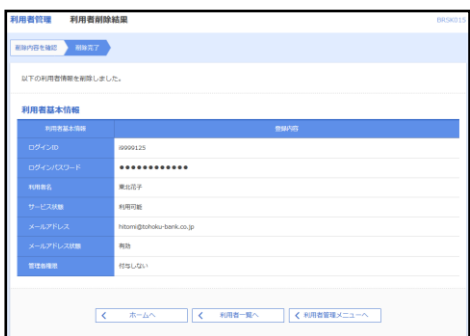 利用者管理 利用者削除結果 BRSK015
削除内容を確認 削除完了
以下の利用者情報を削除しました。
利用者基本情報
利用者基本情報 登録内容
ログインID i9999125
ログインパスワード ●●●●●●●●●●●●
利用者名 東北花子
サービス状態 利用可能
メールアドレス hitomi@tohoku-bank.co.jp
メールアドレス状態 有効
管理者権限 付与しない
ホームへ 利用者一覧へ 利用者管理メニューへ